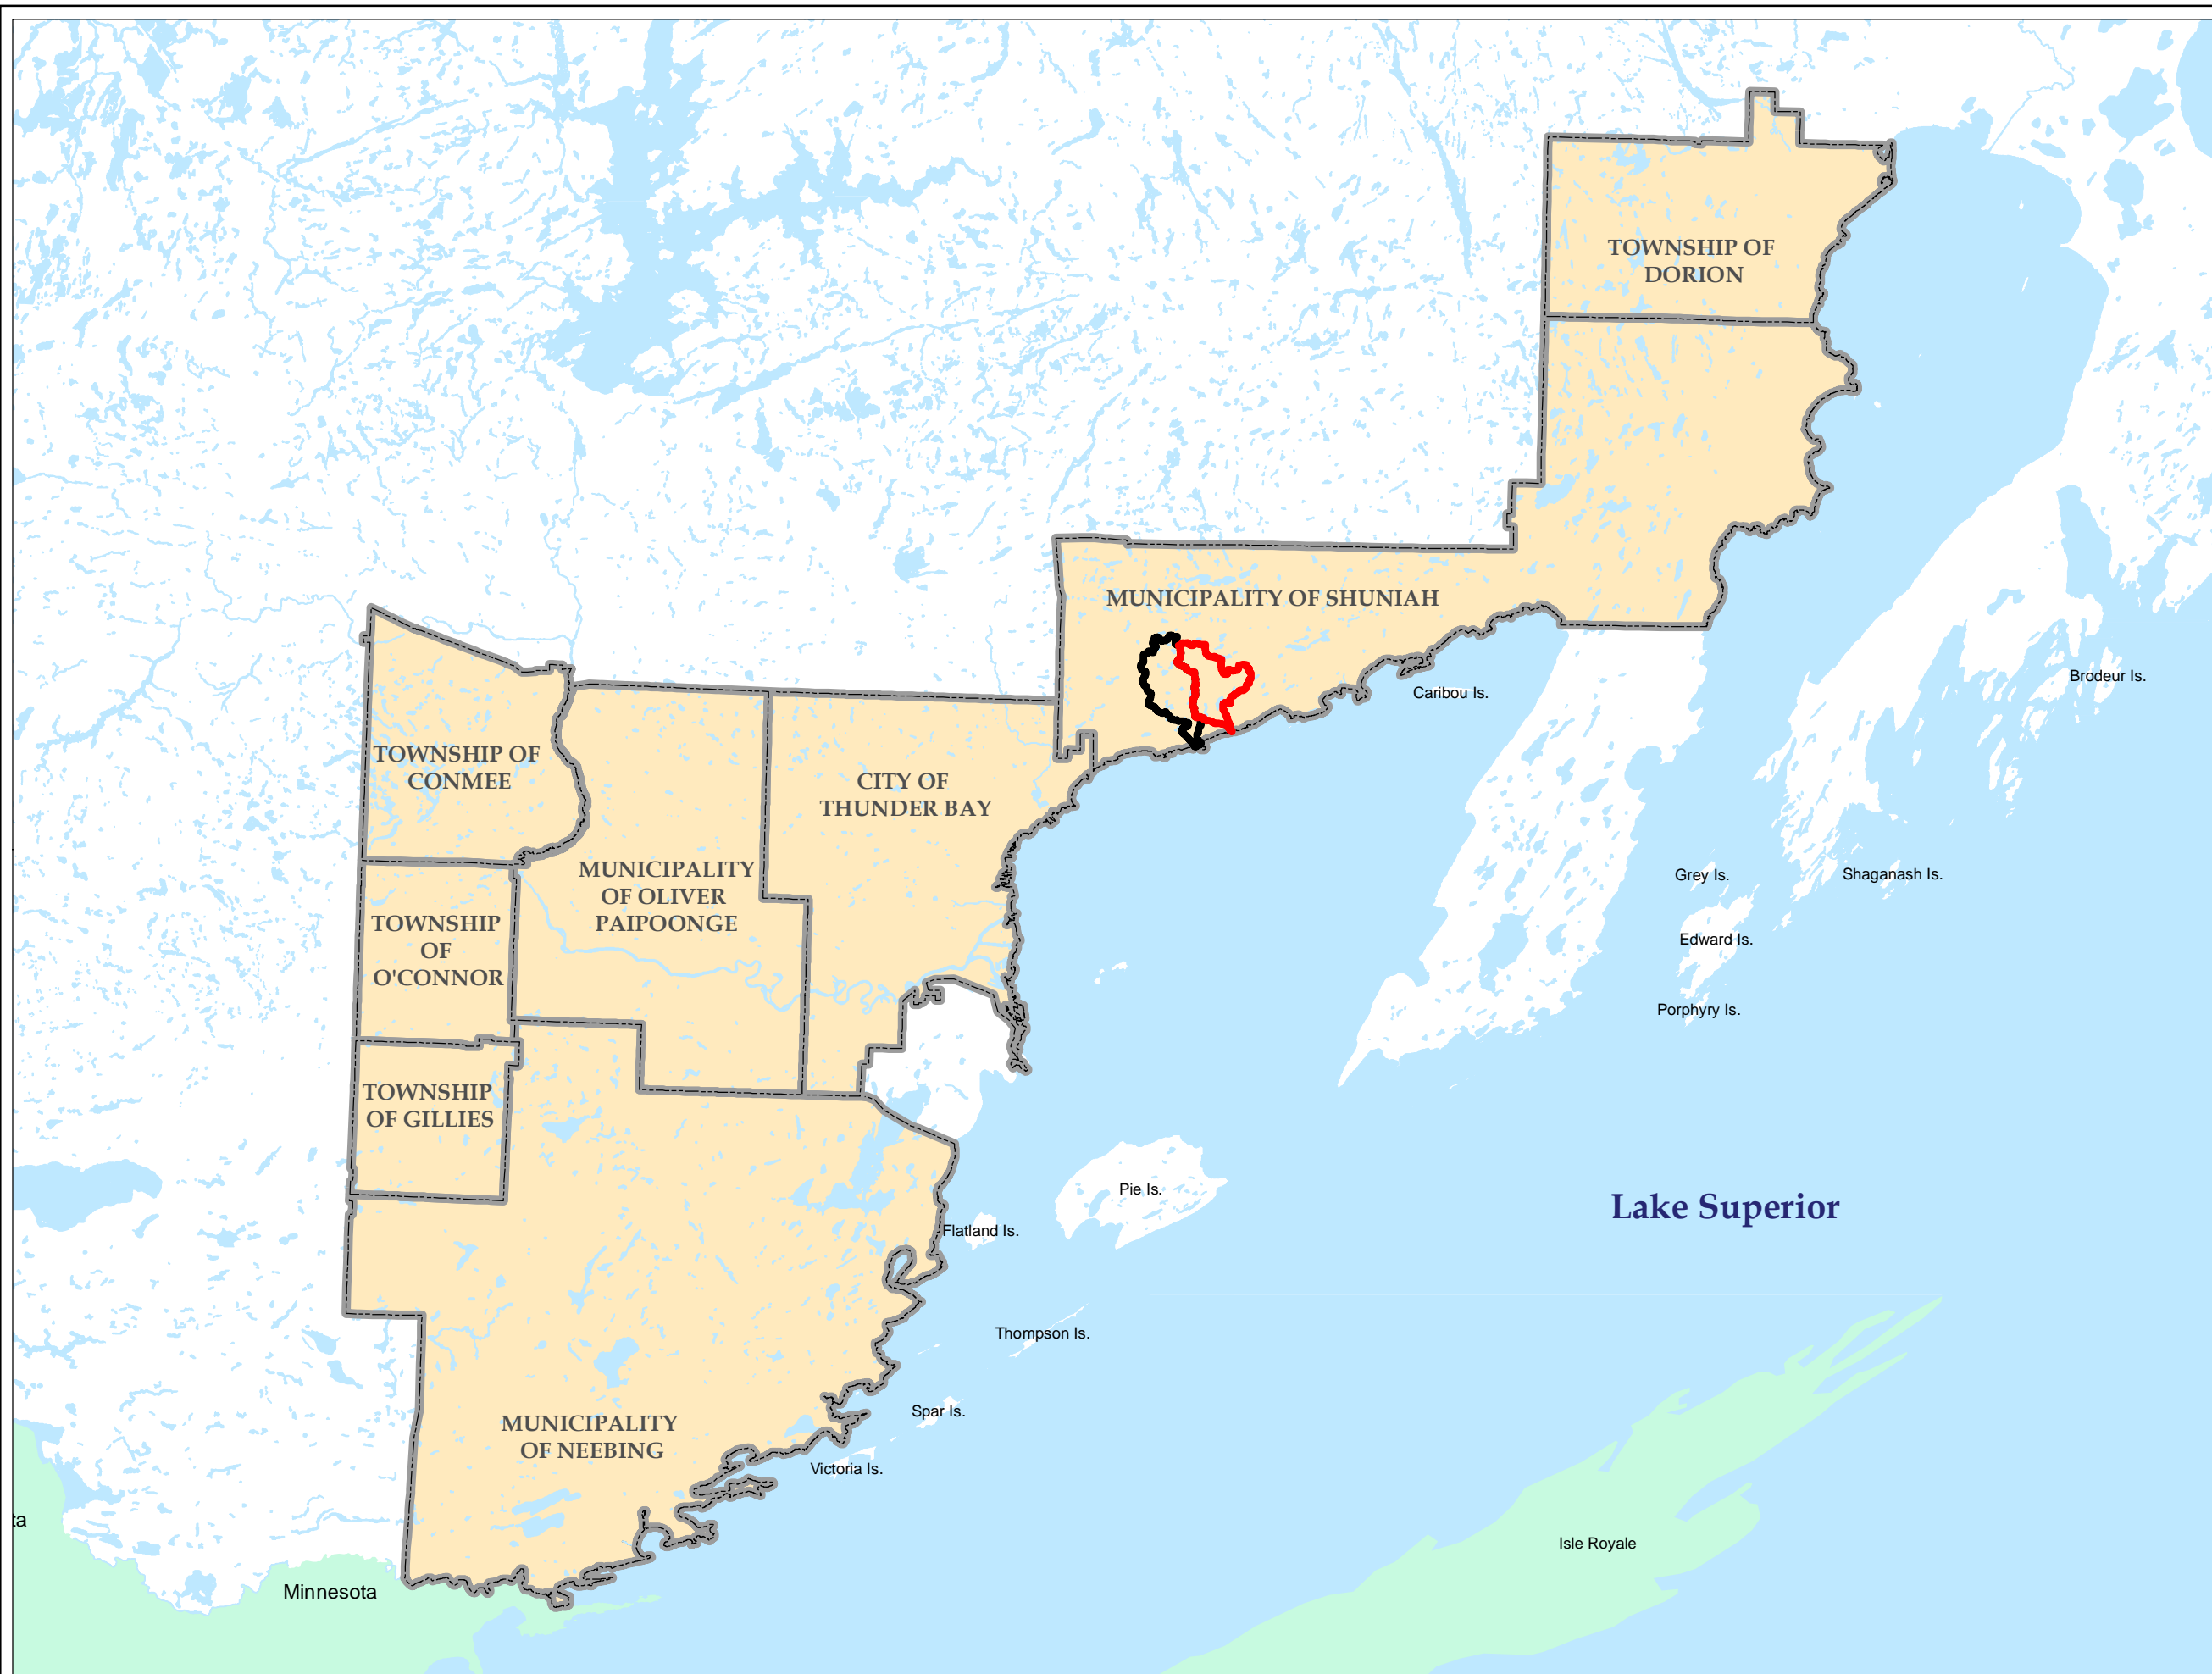 TOWNSHIP OF
DORION
MUNICIPALITY OF SHUNIAH
Caribou Is.
Brodeur Is.
TOWNSHIP OF
CONMEE
CITY OF
THUNDER BAY
MUNICIPALITY
OF OLIVER
PAIPOONGE
Grey Is.
Shaganash Is.
TOWNSHIP
OF
O'CONNOR
Edward Is.
Porphyry Is.
TOWNSHIP
OF GILLIES
Pie Is.
Lake Superior
Flatland Is.
Thompson Is.
Spar Is.
MUNICIPALITY
OF NEEBING
Victoria Is.
ta
Isle Royale
Minnesota